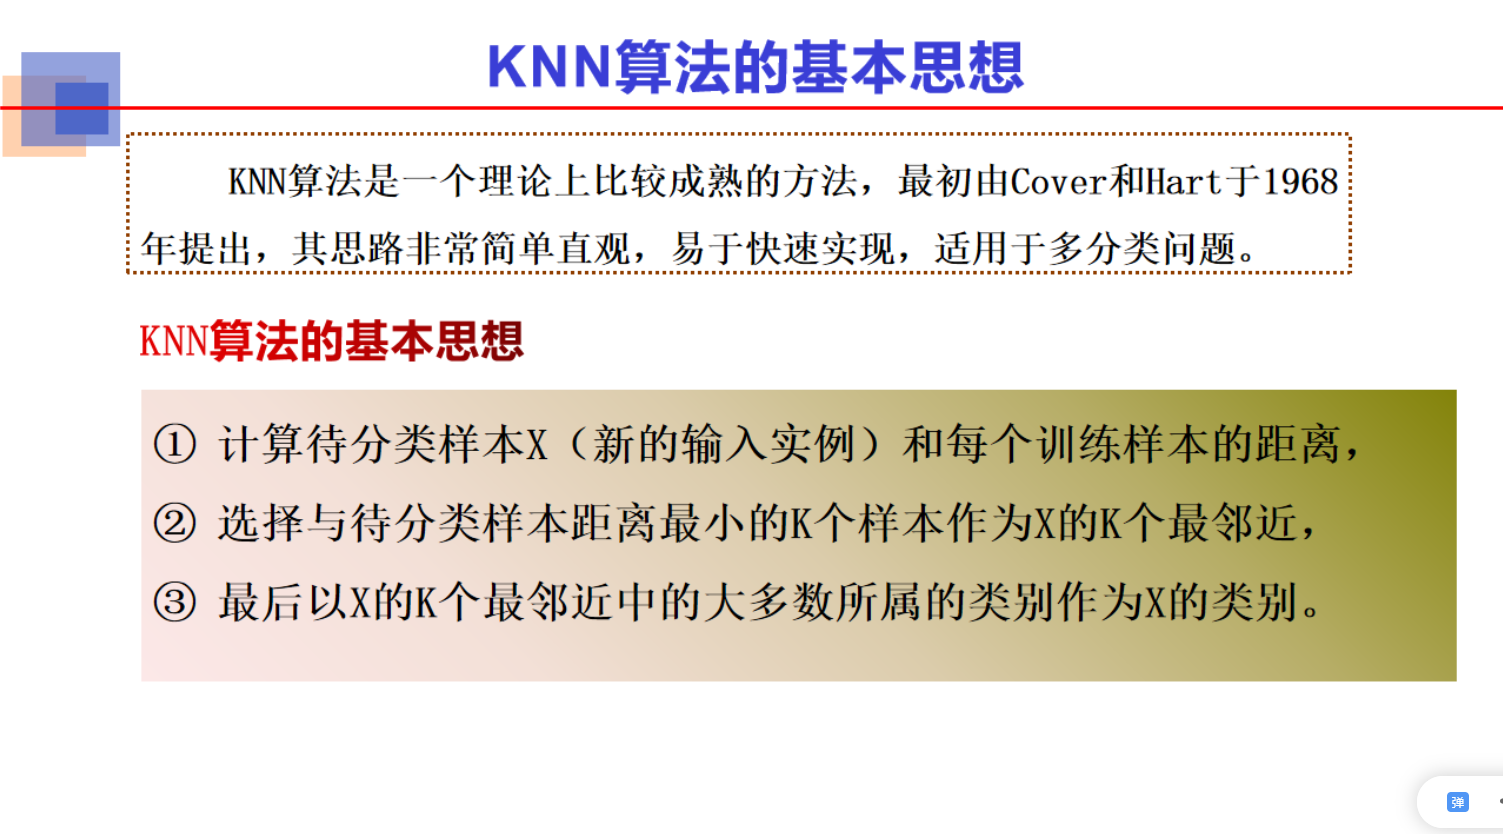 KNN算法的基本思想
KNN算法是一个理论上比较成熟的方法，最初由Cover和Hart于1968
年提出，其思路非常简单直观，易于快速实现，适用于多分类问题。
KNN算法的基本思想
① 计算待分类样本X（新的输入实例）和每个训练样本的距离，
② 选择与待分类样本距离最小的K个样本作为X的K个最邻近，
③ 最后以X的K个最邻近中的大多数所属的类别作为X的类别。
弹